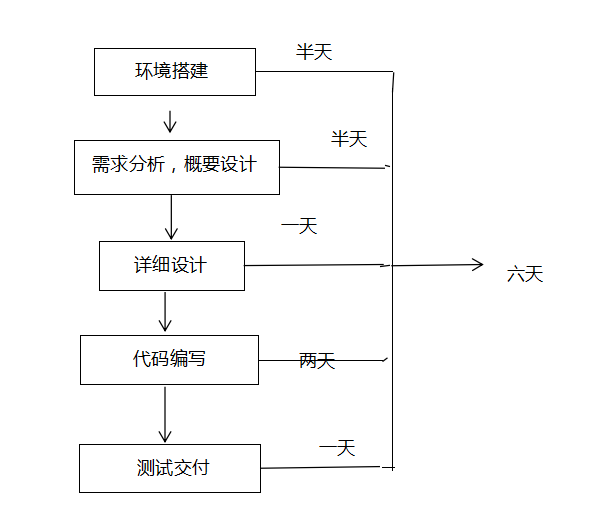 半天
环境搭建
半天
需求分析，概要设计
一天
详细设计
六天
代码编写
两天
一天
测试交付